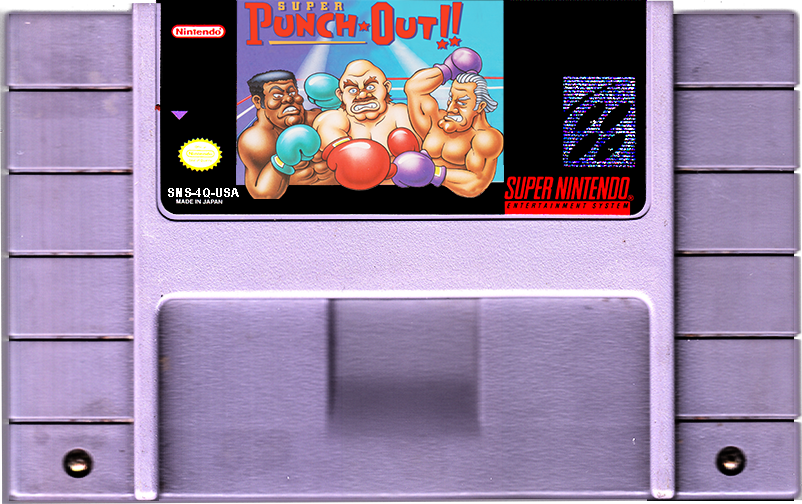 SUPER
PUNCH★OUT!!
Nintendo®
SNS-4Q-USA
MADE IN JAPAN
SUPER NINTENDO®
ENTERTAINMENT SYSTEM